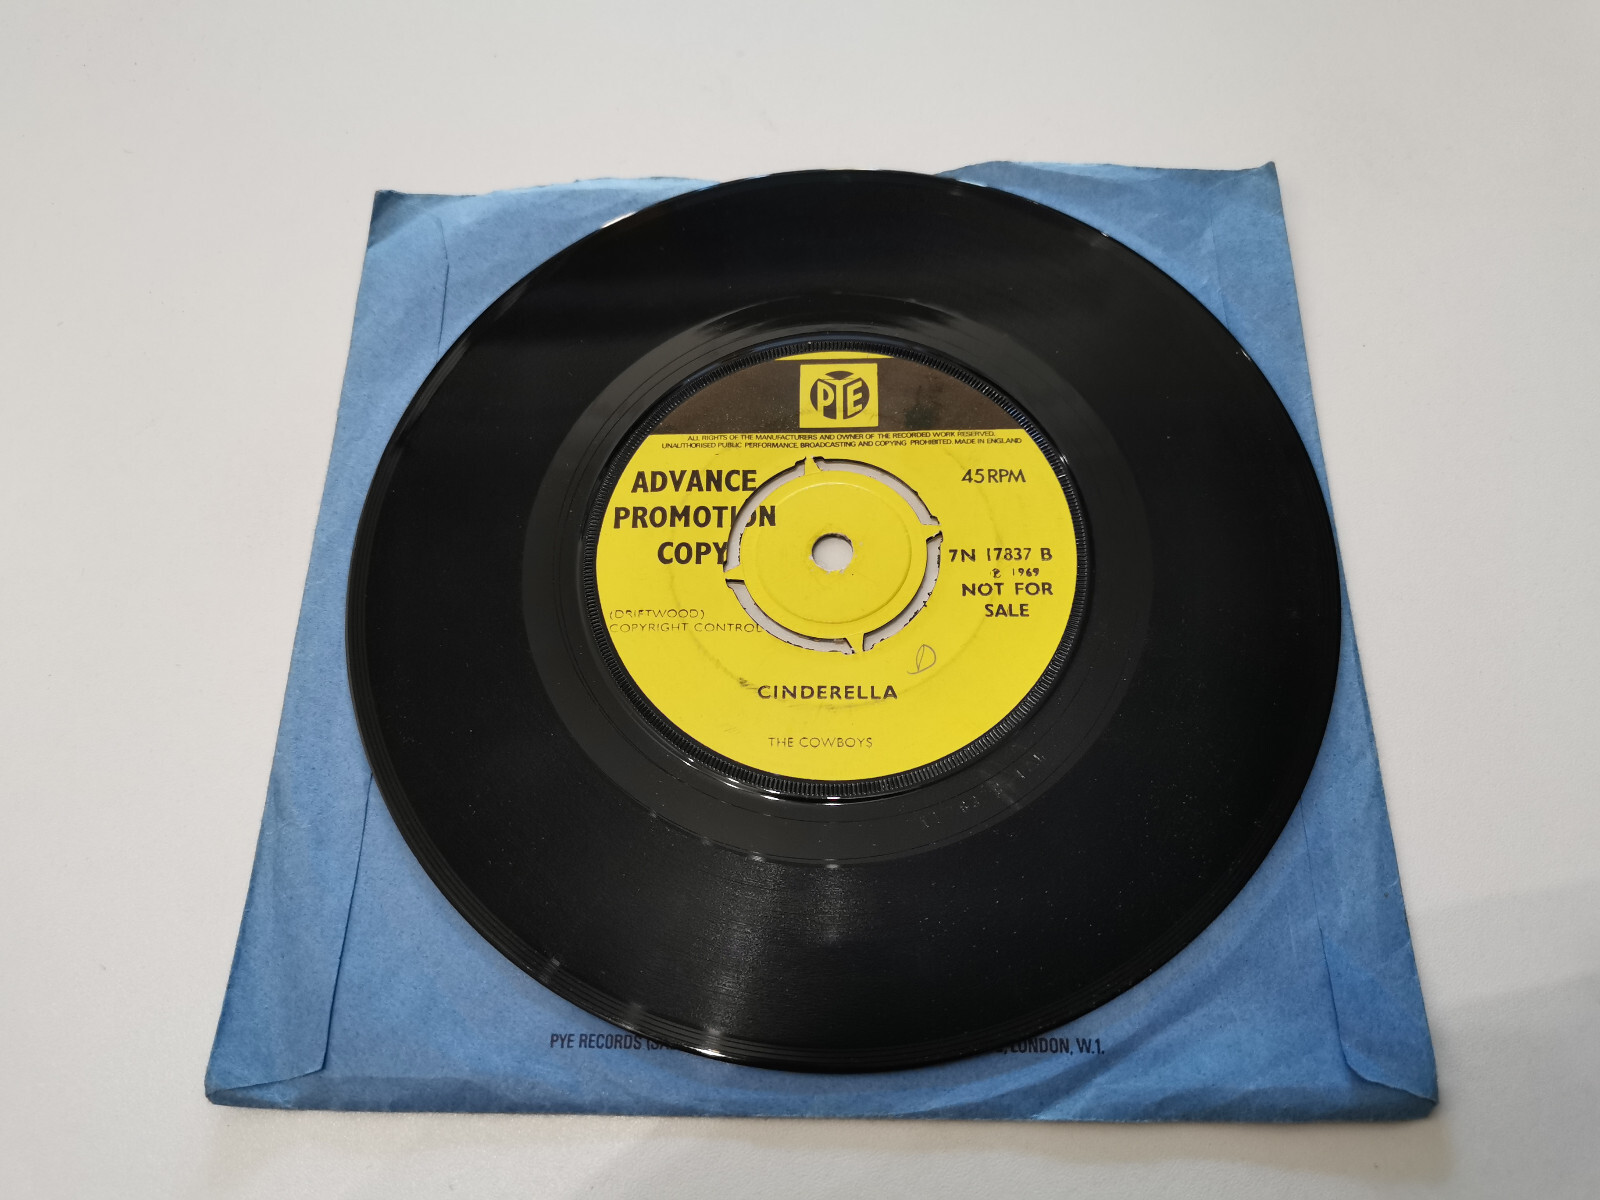 PYE
ALL RIGHTS OF THE MANUFACTURERS AND OWNER OF THE RECORDED WORK RESERVED.
UNAUTHORISED PUBLIC PERFORMANCE, BROADCASTING AND COPYING PROHIBITED. MADE IN ENGLAND
ADVANCE
PROMOTION
COPY
45RPM
7N 17837 B
℗ 1969
NOT FOR
SALE
(DRIFTWOOD)
COPYRIGHT CONTROL
D
CINDERELLA
THE COWBOYS
PYE RECORDS LONDON, W.1.